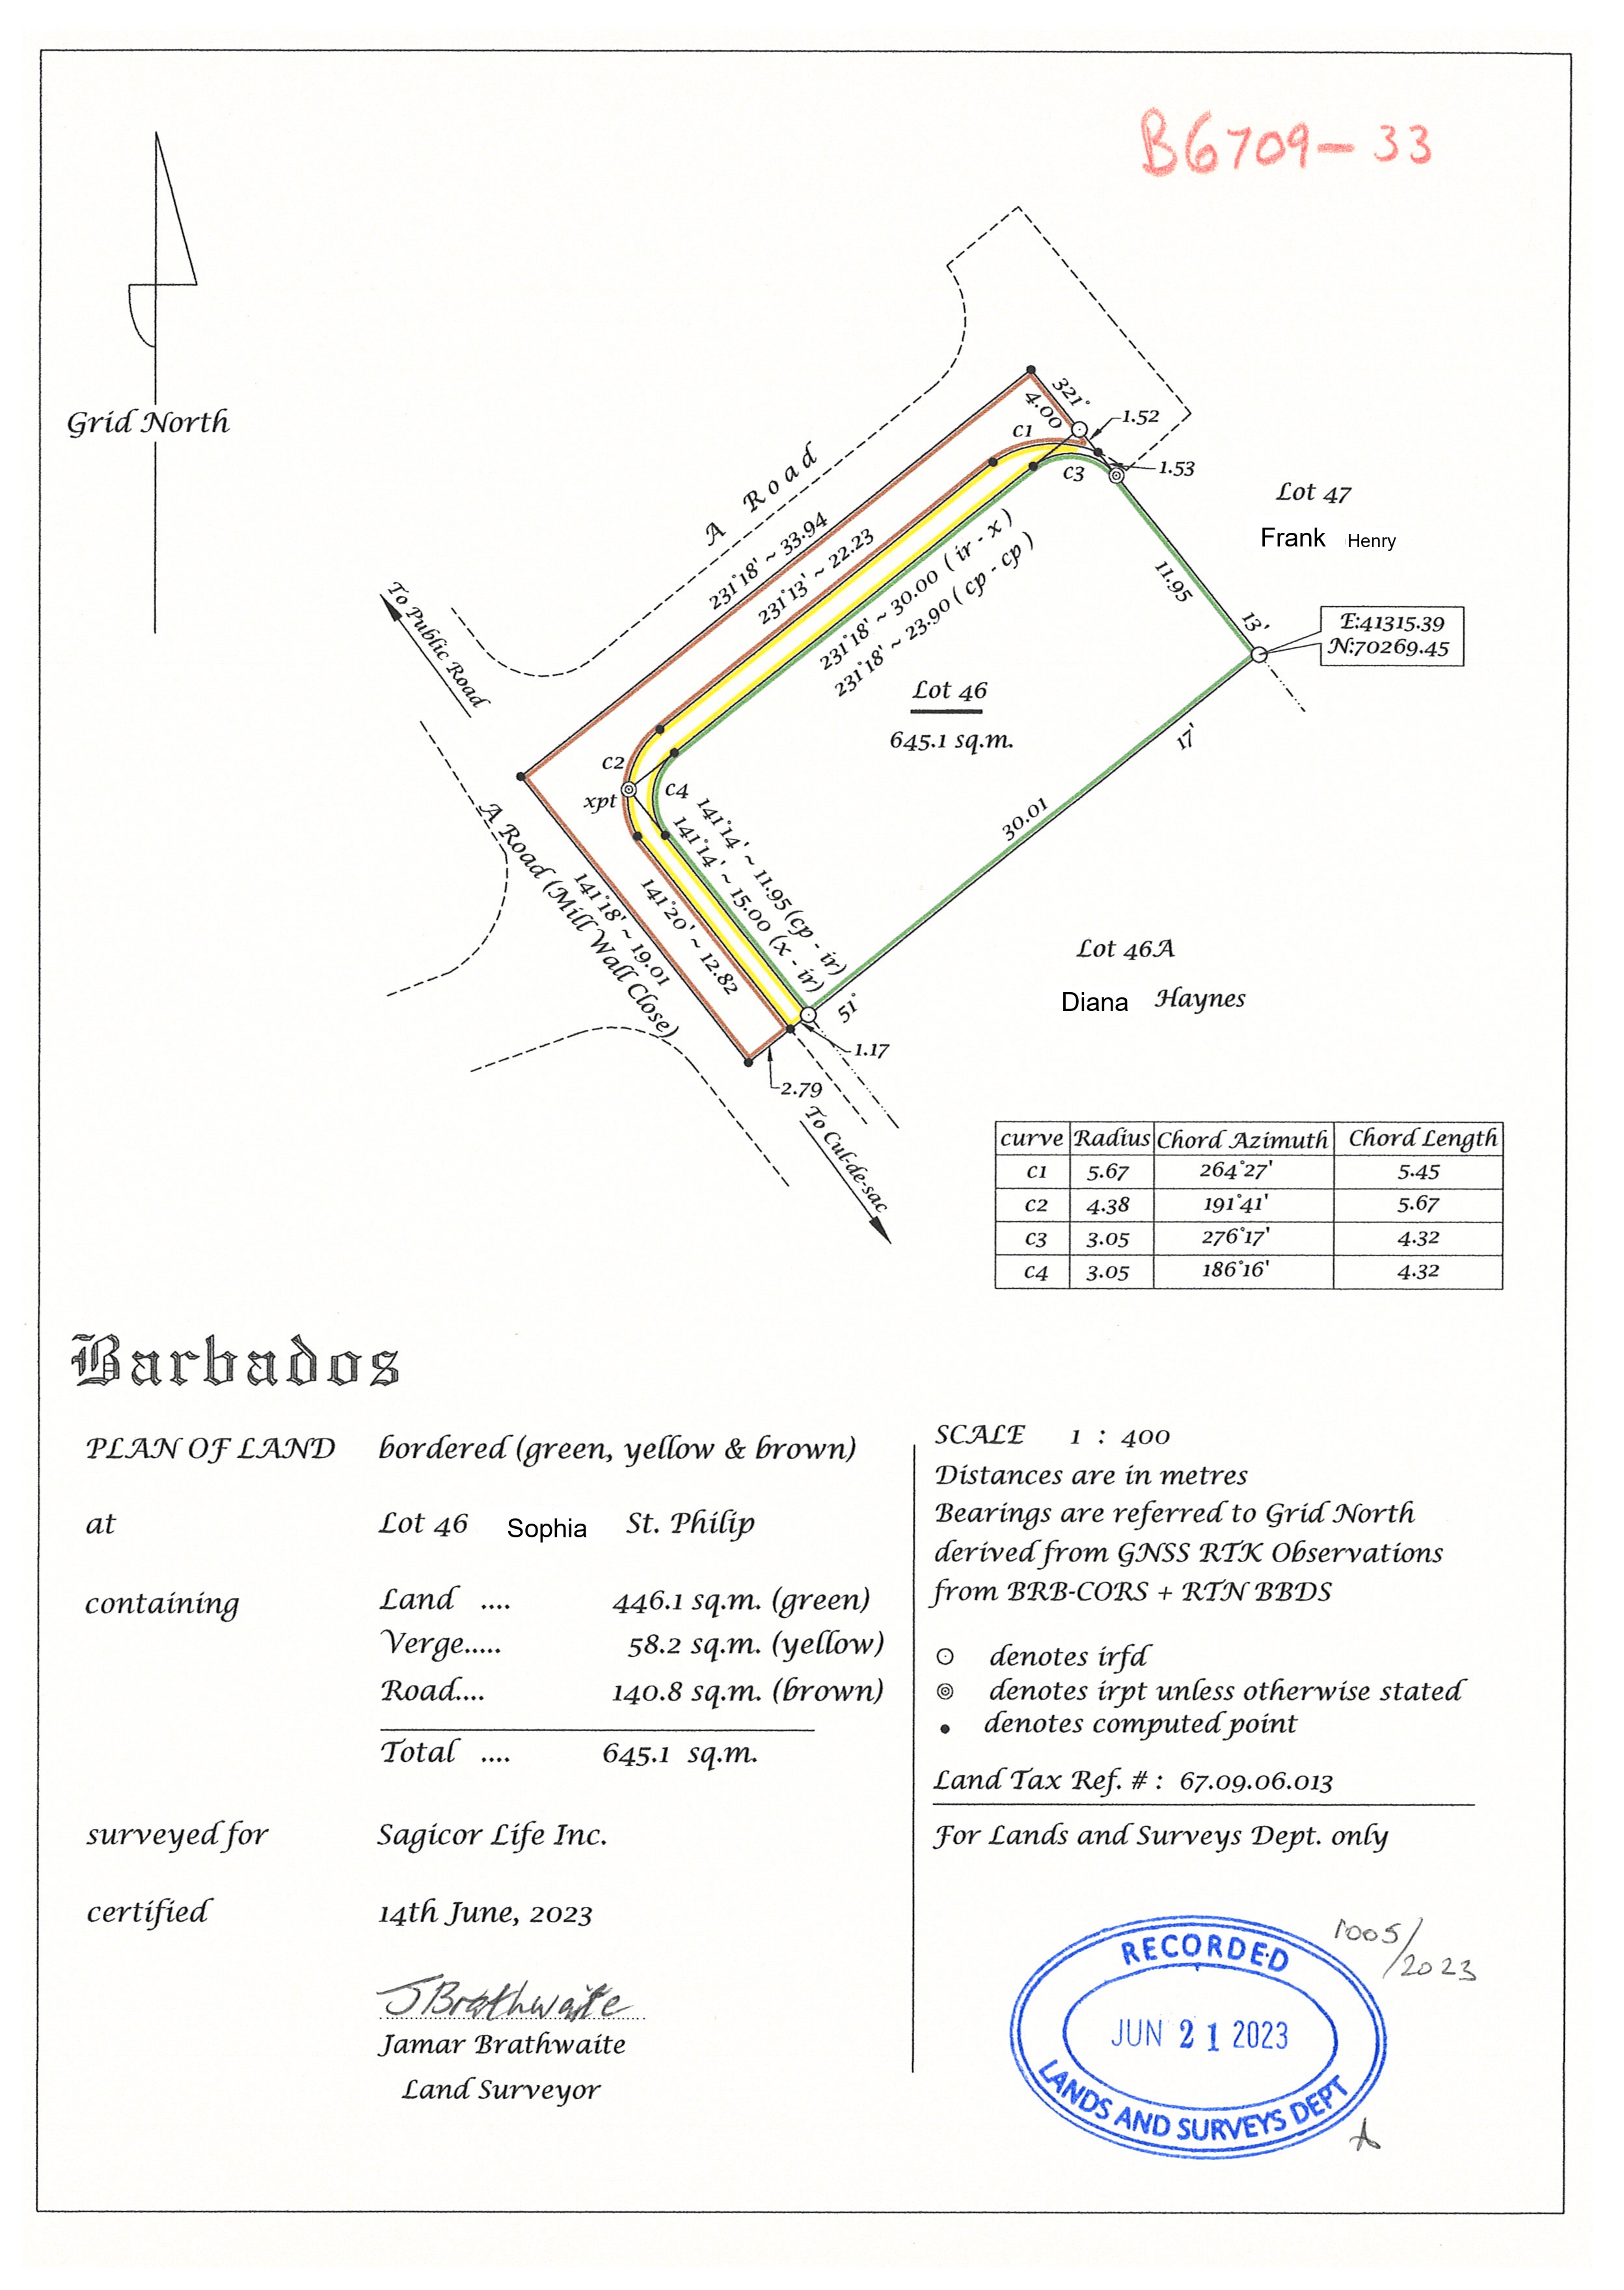 B6709-33
Grid North
321°
4.00
1.52
c1
c3
1.53
A Road
Lot 47
Frank Henry
231°18' ~ 33.94
231°13' ~ 22.23
231°18' ~ 30.00 ( ir - x )
231°18' ~ 23.90 ( cp - cp )
11.95
13'
E:41315.39
N:70269.45
To Public Road
Lot 46
645.1 sq.m.
17'
c2
xpt
c4
30.01
141°14' ~ 11.95 (cp - ir)
141°14' ~ 15.00 (x - ir)
141°20' ~ 12.82
141°18' ~ 19.01
A Road (Mill Wall Close)
51°
Lot 46A
Diana Haynes
1.17
2.79
To Cul-de-sac
curve Radius Chord Azimuth Chord Length
c1 5.67 264°27' 5.45
c2 4.38 191°41' 5.67
c3 3.05 276°17' 4.32
c4 3.05 186°16' 4.32
Barbados
PLAN OF LAND bordered (green, yellow & brown)
at Lot 46 Sophia St. Philip
containing Land .... 446.1 sq.m. (green)
Verge..... 58.2 sq.m. (yellow)
Road.... 140.8 sq.m. (brown)
Total .... 645.1 sq.m.
surveyed for Sagicor Life Inc.
certified 14th June, 2023
JBrathwaite
Jamar Brathwaite
Land Surveyor
SCALE 1 : 400
Distances are in metres
Bearings are referred to Grid North
derived from GNSS RTK Observations
from BRB-CORS + RTN BBDS
denotes irfd
denotes irpt unless otherwise stated
denotes computed point
Land Tax Ref. # : 67.09.06.013
For Lands and Surveys Dept. only
1005/2023
RECORDED
JUN 21 2023
LANDS AND SURVEYS DEPT